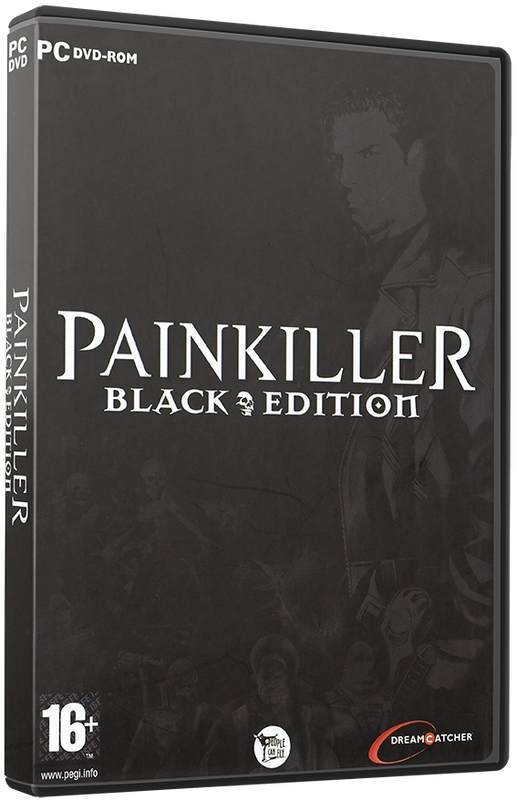 PC
DVD
PC DVD-ROM
PAINKILLER
BLACK EDITION
PAINKILLER
BLACK EDITION
16+
TM
www.pegi.info
PEOPLE
CAN FLY
DREAMCATCHER